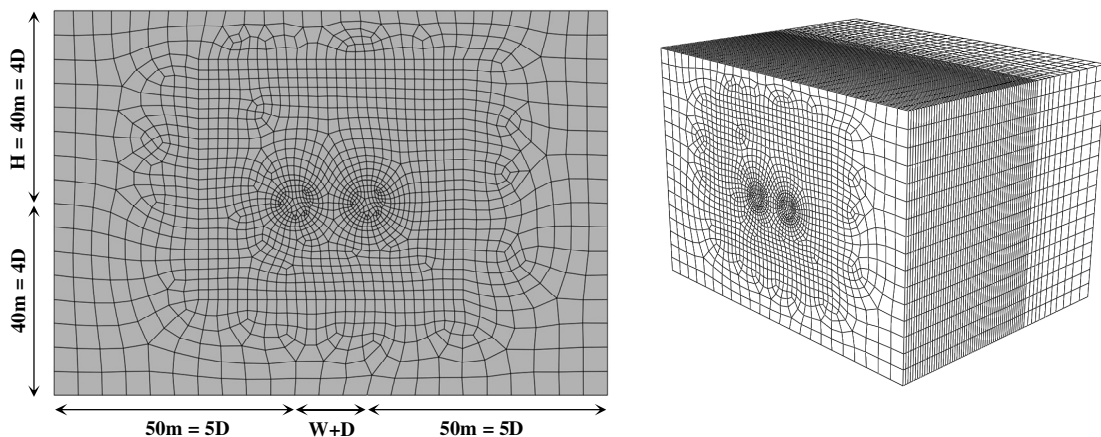 H = 40m = 4D
40m = 4D
50m = 5D
W+D
50m = 5D